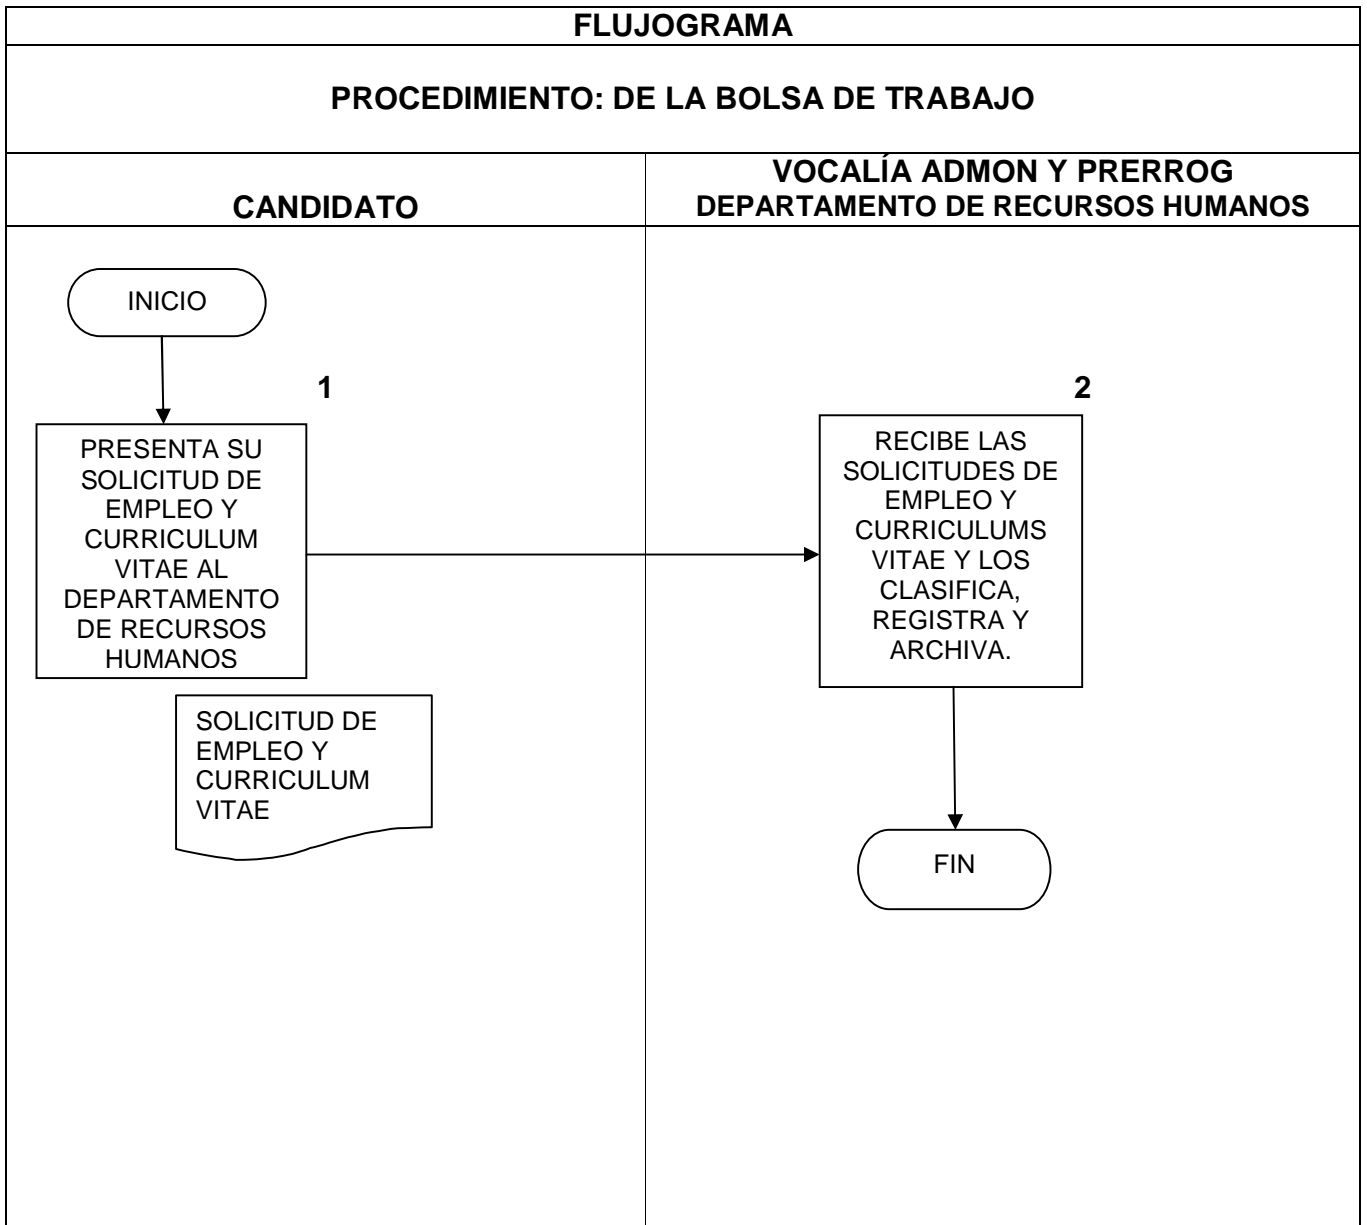 FLUJOGRAMA
PROCEDIMIENTO: DE LA BOLSA DE TRABAJO
CANDIDATO
VOCALÍA ADMON Y PRERROG
DEPARTAMENTO DE RECURSOS HUMANOS
INICIO
1
PRESENTA SU
SOLICITUD DE
EMPLEO Y
CURRICULUM
VITAE AL
DEPARTAMENTO
DE RECURSOS
HUMANOS
SOLICITUD DE
EMPLEO Y
CURRICULUM
VITAE
2
RECIBE LAS
SOLICITUDES DE
EMPLEO Y
CURRICULUMS
VITAE Y LOS
CLASIFICA,
REGISTRA Y
ARCHIVA.
FIN